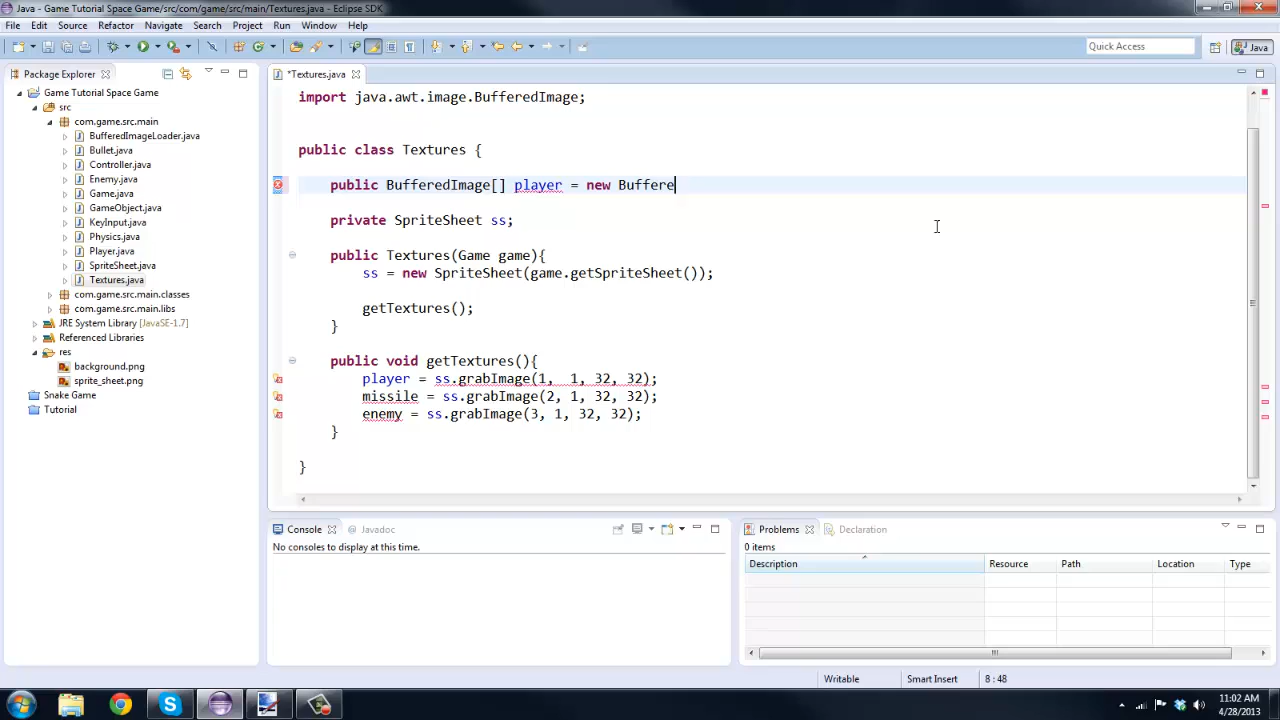 Java - Game Tutorial Space Game/src/com/game/src/main/Textures.java - Eclipse SDK
File Edit Source Refactor Navigate Search Project Run Window Help
Quick Access Java
Package Explorer
*Textures.java
Game Tutorial Space Game
src
com.game.src.main
BufferedImageLoader.java
Bullet.java
Controller.java
Enemy.java
Game.java
GameObject.java
KeyInput.java
Physics.java
Player.java
SpriteSheet.java
Textures.java
com.game.src.main.classes
com.game.src.main.libs
JRE System Library [JavaSE-1.7]
Referenced Libraries
res
background.png
sprite_sheet.png
Snake Game
Tutorial
import java.awt.image.BufferedImage;
public class Textures {
public BufferedImage[] player = new Buffere
private SpriteSheet ss;
public Textures(Game game){
ss = new SpriteSheet(game.getSpriteSheet());
getTextures();
}
public void getTextures(){
player = ss.grabImage(1, 1, 32, 32);
missile = ss.grabImage(2, 1, 32, 32);
enemy = ss.grabImage(3, 1, 32, 32);
}
}
Console Javadoc
No consoles to display at this time.
Problems Declaration
0 items
Description Resource Path Location Type
Writable Smart Insert 8 : 48
11:02 AM
4/28/2013